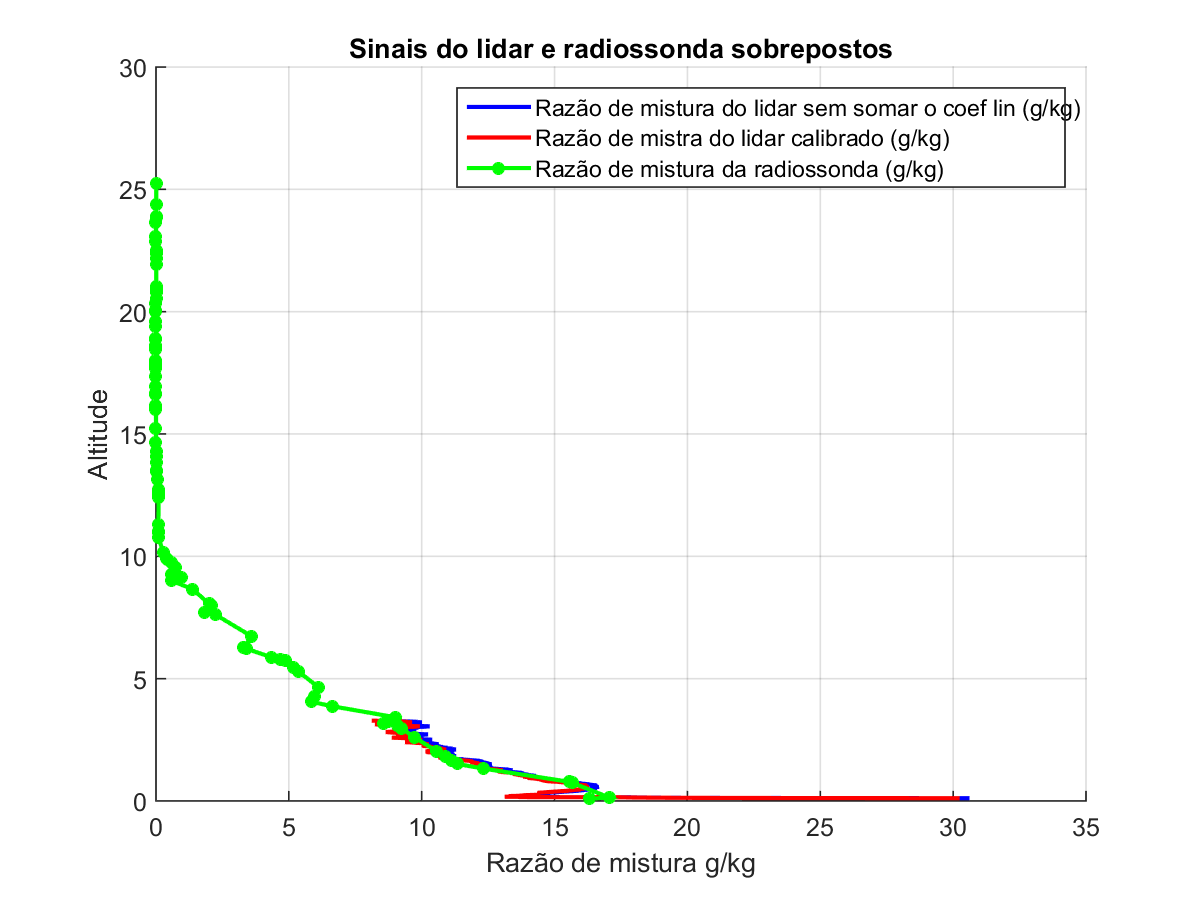 Sinais do lidar e radiossonda sobrepostos
30
Razão de mistura do lidar sem somar o coef lin (g/kg)
Razão de mistra do lidar calibrado (g/kg)
Razão de mistura da radiossonda (g/kg)
25
20
15
10
5
0
Altitude
0 5 10 15 20 25 30 35
Razão de mistura g/kg